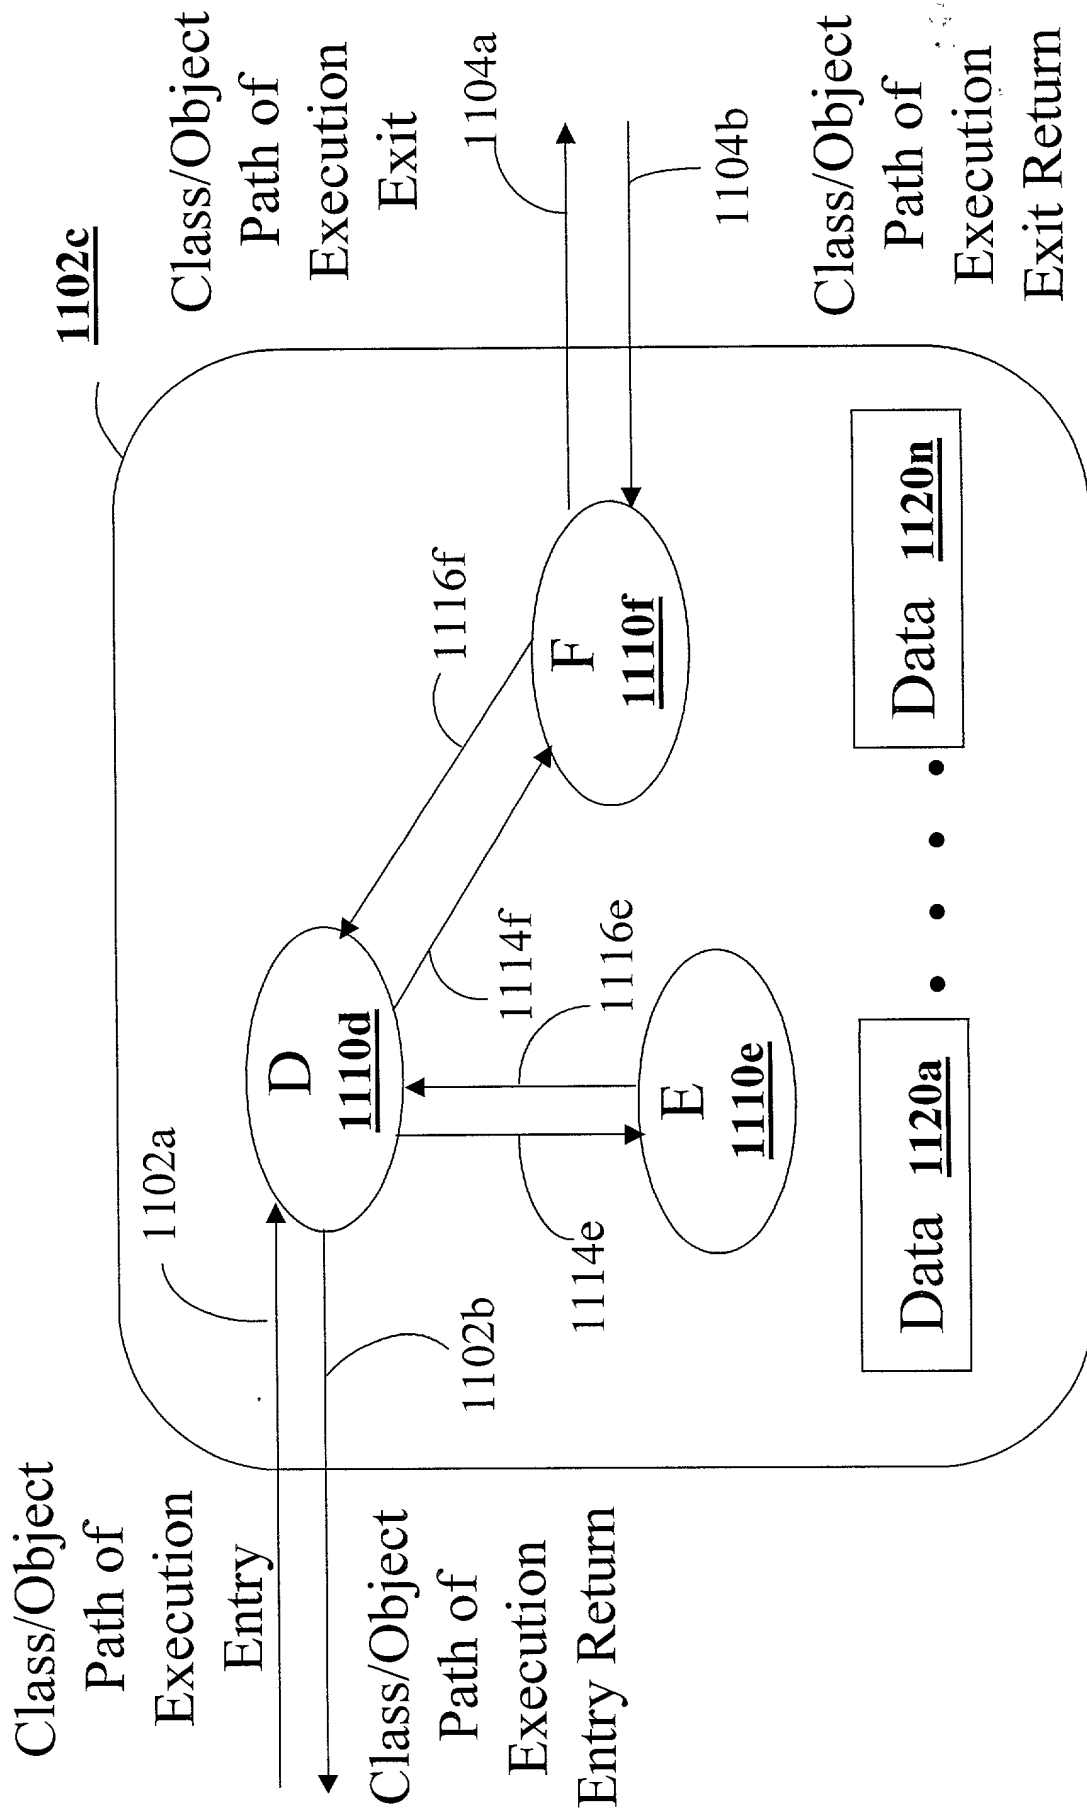 Class/Object
Path of
Execution
Entry
1102a
1102b
Class/Object
Path of
Execution
Entry Return
1102c
D
1110d
1114e
1116e
1114f
1116f
E
1110e
F
1110f
Class/Object
Path of
Execution
Exit
1104a
1104b
Class/Object
Path of
Execution
Exit Return
Data 1120a
Data 1120n